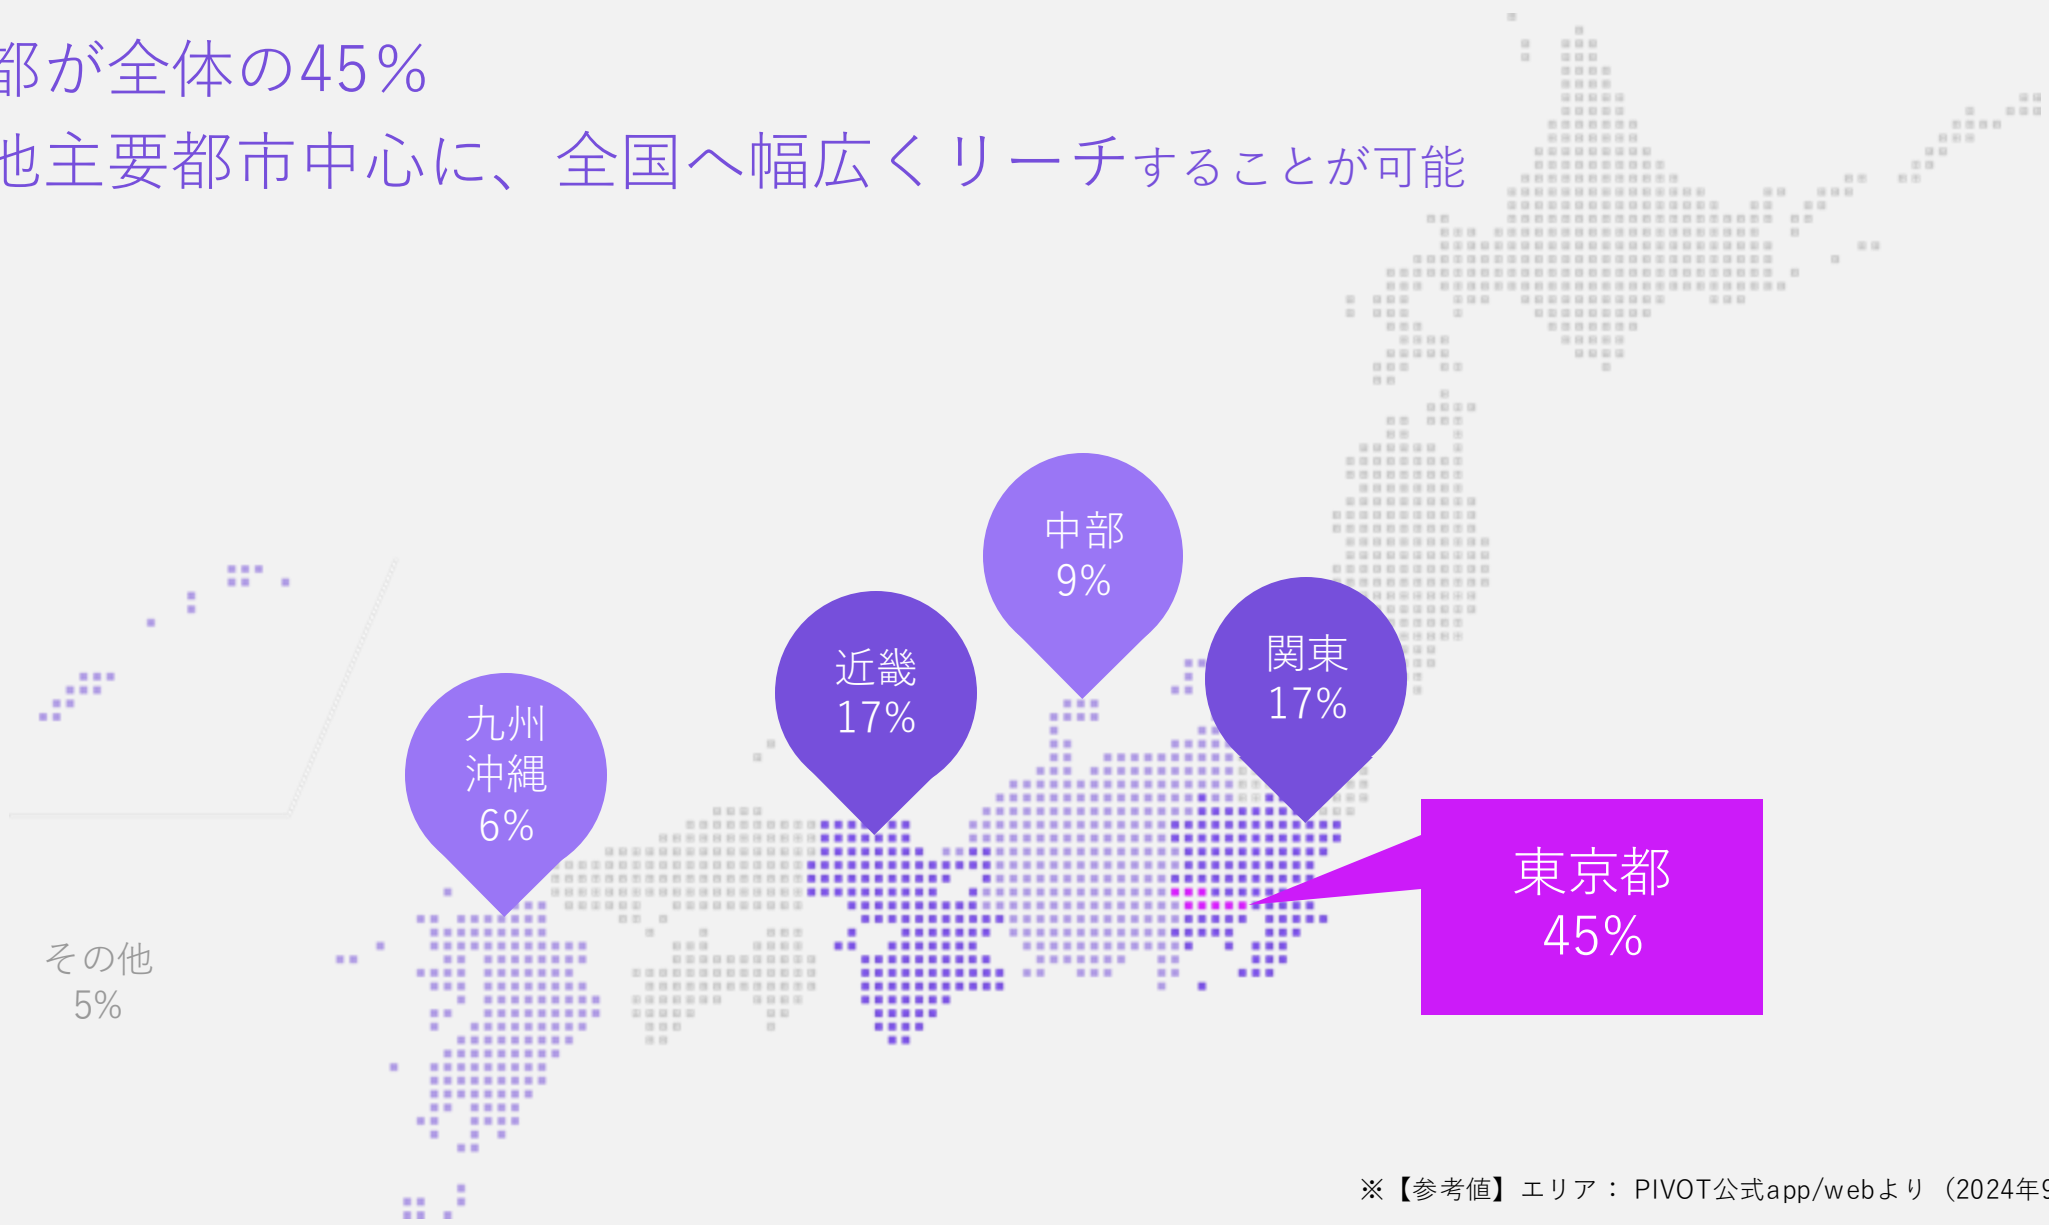 都が全体の45%
他主要都市中心に、全国へ幅広くリーチすることが可能
中部
9%
関東
17%
近畿
17%
九州
沖縄
6%
東京都
45%
その他
5%
※【参考値】エリア：PIVOT公式app/webより（2024年9